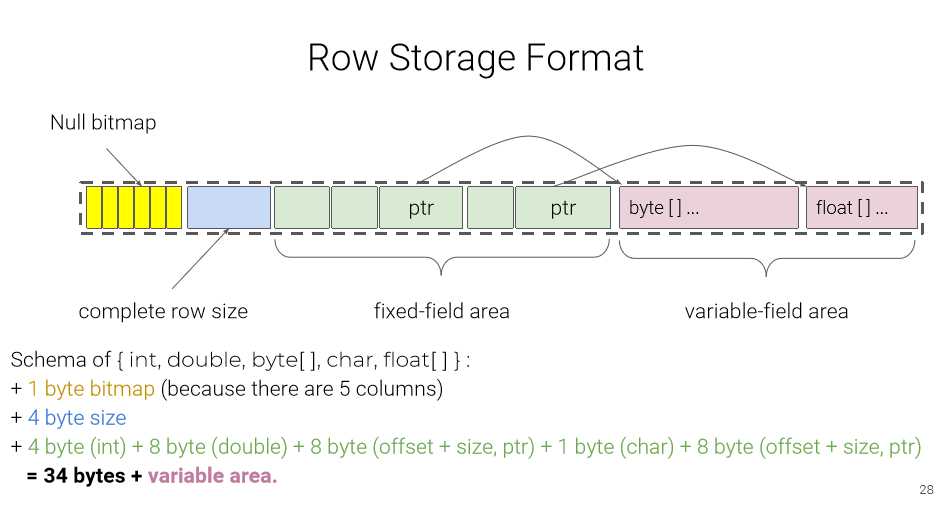 Row Storage Format
Null bitmap
ptr
ptr
byte [ ] ...
float [ ] ...
complete row size
fixed-field area
variable-field area
Schema of { int, double, byte[ ], char, float[ ] } :
+ 1 byte bitmap (because there are 5 columns)
+ 4 byte size
+ 4 byte (int) + 8 byte (double) + 8 byte (offset + size, ptr) + 1 byte (char) + 8 byte (offset + size, ptr)
= 34 bytes + variable area.
28